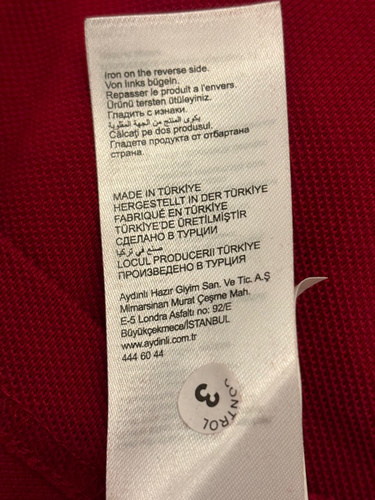 Iron on the reverse side.
Von links bügeln.
Repasser le produit a l'envers.
Ürünü tersten ütüleyiniz.
Гладить с изнаки.
يكوى المنتج من الجهة المقلوبة
Călcaţi pe dos produsul.
Гладете продукта от обратана
страна.
MADE IN TÜRKİYE
HERGESTELLT IN DER TÜRKİYE
FABRIQUÉ EN TÜRKİYE
TÜRKİYE'DE ÜRETİLMİŞTİR
СДЕЛАНО В ТУРЦИИ
صنع في تركيا
LOCUL PRODUCERII TÜRKİYE
ПРОИЗВЕДЕНО В ТУРЦИЯ
Aydınlı Hazır Giyim San. Ve Tic. A.Ş
Mimarsinan Murat Çeşme Mah.
E-5 Londra Asfaltı no: 92/E
Büyükçekmece/İSTANBUL
www.aydinli.com.tr
444 60 44
3
CONTROL